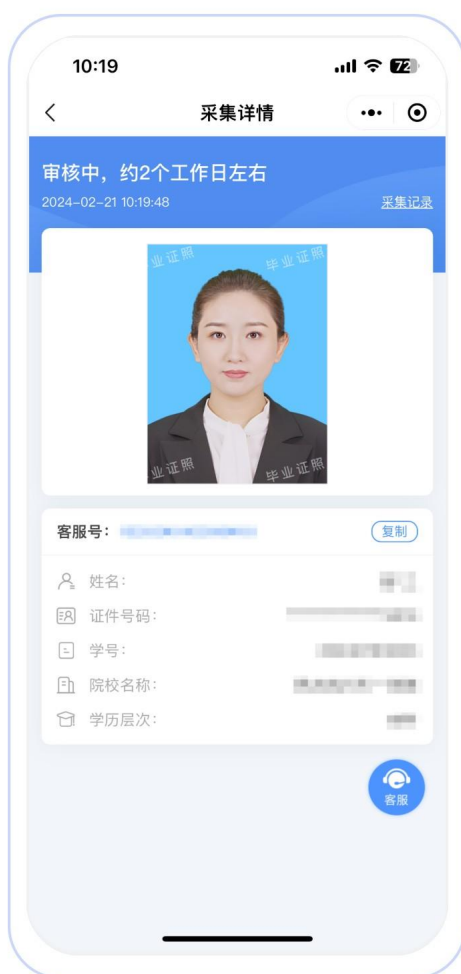 10:19
72
采集详情
审核中，约2个工作日左右
2024-02-21 10:19:48
采集记录
毕业证照
毕业证照
毕业证照
毕业证照
客服号：
复制
姓名：
证件号码：
学号：
院校名称：
学历层次：
客服